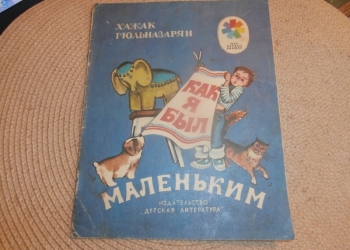 ХАЖАК
ГЮЛЬНАЗАРЯН
КАК
Я
БЫЛ
МАЛЕНЬКИМ
ИЗДАТЕЛЬСТВО
"ДЕТСКАЯ ЛИТЕРАТУРА"